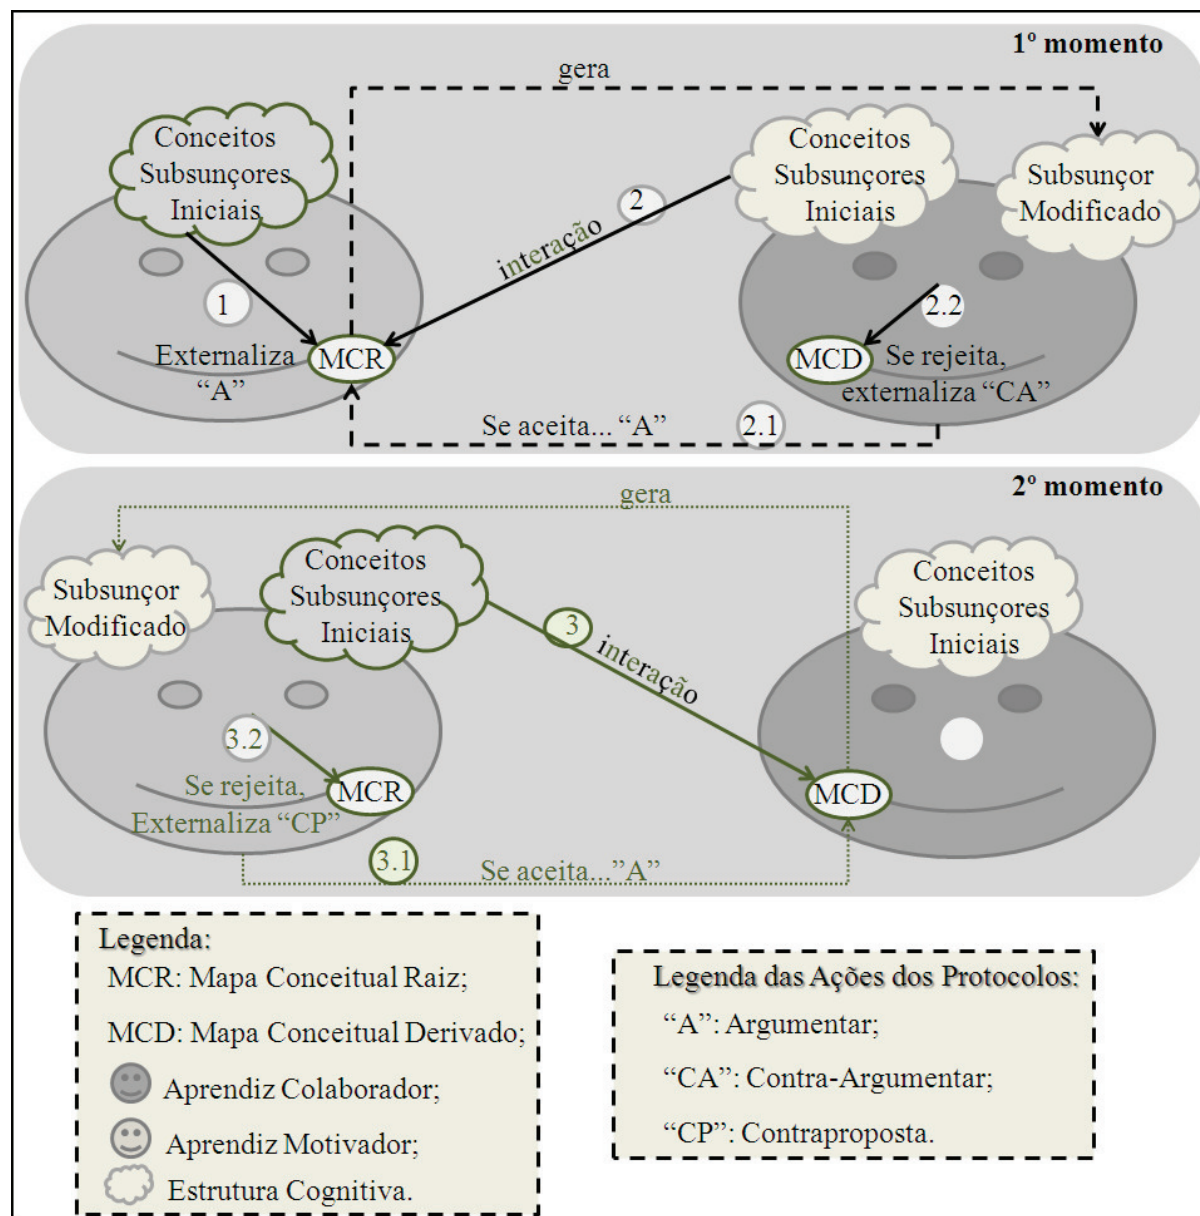 1º momento
gera
Conceitos
Subsunçores
Iniciais
Conceitos
Subsunçores
Iniciais
Subsunçor
Modificado
2
interação
1
2.2
Externaliza
“A”
MCR
MCD
Se rejeita,
externaliza “CA”
Se aceita... “A”
2.1
2º momento
gera
Subsunçor
Modificado
Conceitos
Subsunçores
Iniciais
Conceitos
Subsunçores
Iniciais
3
interação
3.2
Se rejeita,
Externaliza “CP”
MCR
MCD
3.1
Se aceita...”A”
Legenda:
MCR: Mapa Conceitual Raiz;
MCD: Mapa Conceitual Derivado;
Aprendiz Colaborador;
Aprendiz Motivador;
Estrutura Cognitiva.
Legenda das Ações dos Protocolos:
“A”: Argumentar;
“CA”: Contra-Argumentar;
“CP”: Contraproposta.